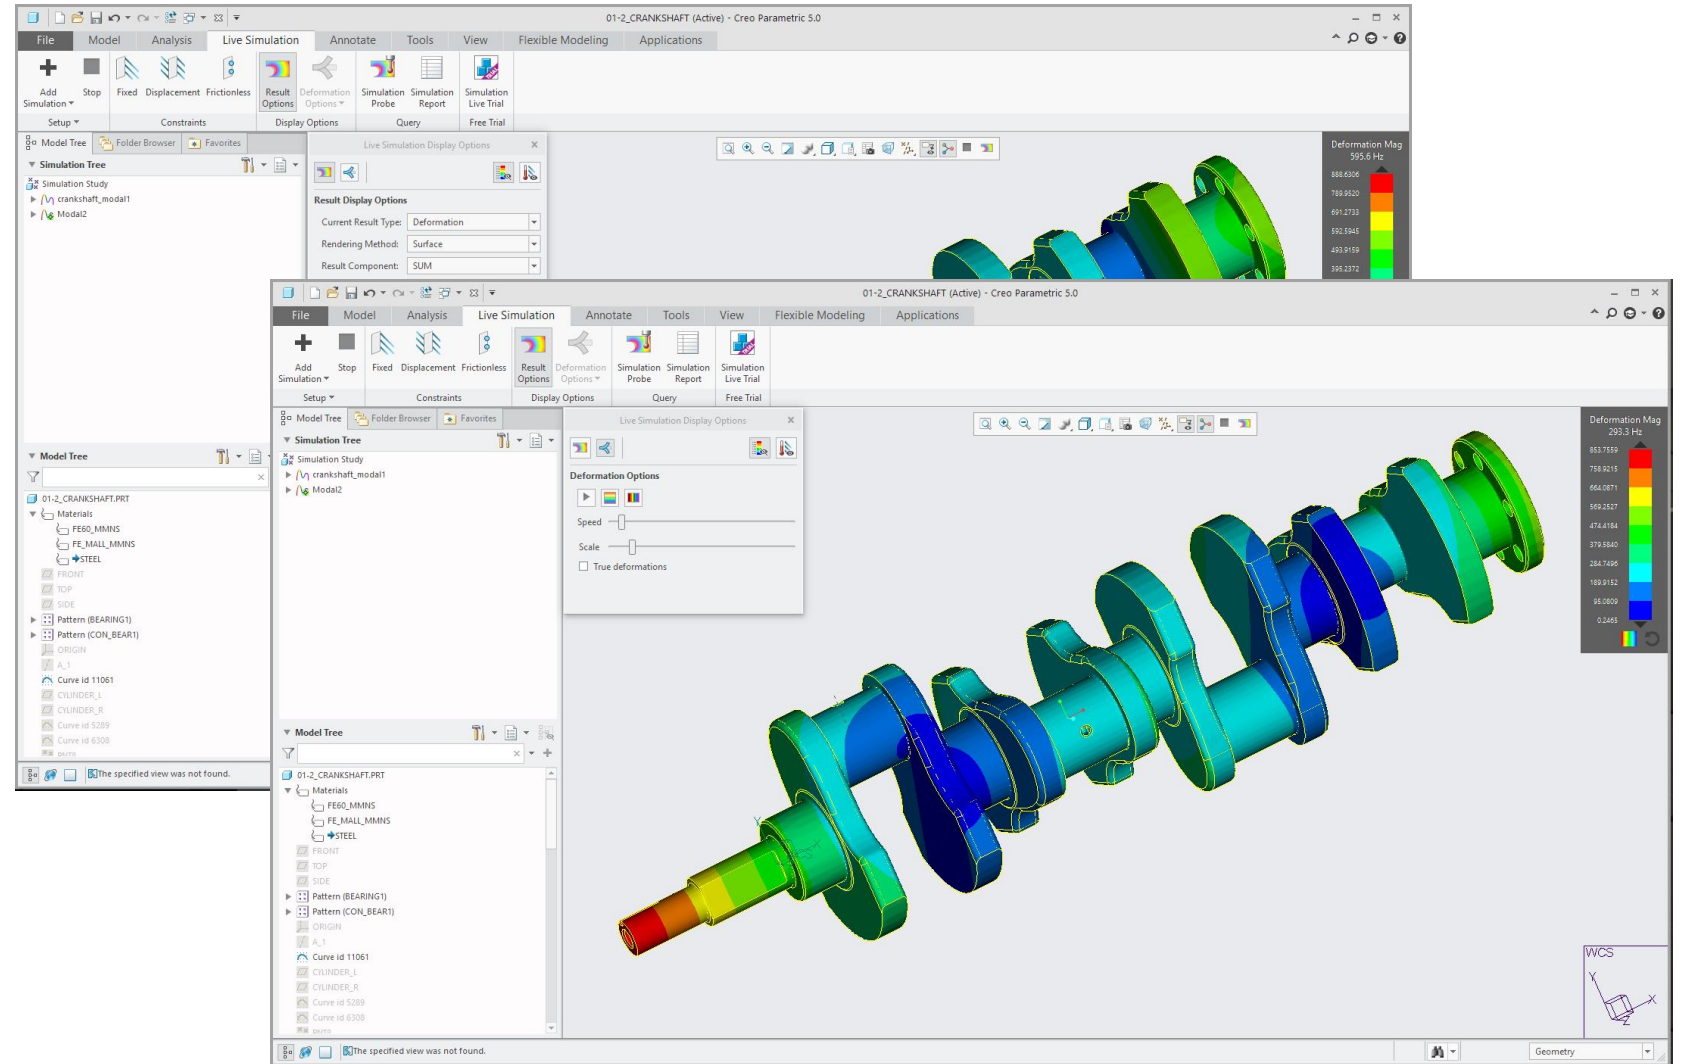 01-2_CRANKSHAFT (Active) - Creo Parametric 5.0
File Model Analysis Live Simulation Annotate Tools View Flexible Modeling Applications
Add Simulation Stop Fixed Displacement Frictionless Result Options Deformation Options Simulation Probe Simulation Report Simulation Live Trial
Setup Constraints Display Options Query Free Trial
Model Tree Folder Browser Favorites
Live Simulation Display Options
Simulation Tree
Simulation Study
crankshaft_modal1
Modal2
Result Display Options
Current Result Type: Deformation
Rendering Method: Surface
Result Component: SUM
Deformation Mag
595.6 Hz
888.6306
789.9520
691.2733
592.5945
493.9159
395.2372
Model Tree
01-2_CRANKSHAFT.PRT
Materials
FE60_MMNS
FE_MALL_MMNS
STEEL
FRONT
TOP
SIDE
Pattern (BEARING1)
Pattern (CON_BEAR1)
ORIGIN
A_1
Curve id 11061
CYLINDER_L
CYLINDER_R
Curve id 5289
Curve id 6308
The specified view was not found.
01-2_CRANKSHAFT (Active) - Creo Parametric 5.0
File Model Analysis Live Simulation Annotate Tools View Flexible Modeling Applications
Add Simulation Stop Fixed Displacement Frictionless Result Options Deformation Options Simulation Probe Simulation Report Simulation Live Trial
Setup Constraints Display Options Query Free Trial
Model Tree Folder Browser Favorites
Live Simulation Display Options
Simulation Tree
Simulation Study
crankshaft_modal1
Modal2
Deformation Options
Speed
Scale
True deformations
Deformation Mag
293.3 Hz
853.7559
758.9215
664.0871
569.2527
474.4184
379.5840
284.7496
189.9152
95.0809
0.2465
Model Tree
01-2_CRANKSHAFT.PRT
Materials
FE60_MMNS
FE_MALL_MMNS
STEEL
FRONT
TOP
SIDE
Pattern (BEARING1)
Pattern (CON_BEAR1)
ORIGIN
A_1
Curve id 11061
CYLINDER_L
CYLINDER_R
Curve id 5289
Curve id 6308
WCS
Y
X
Z
The specified view was not found.
Geometry